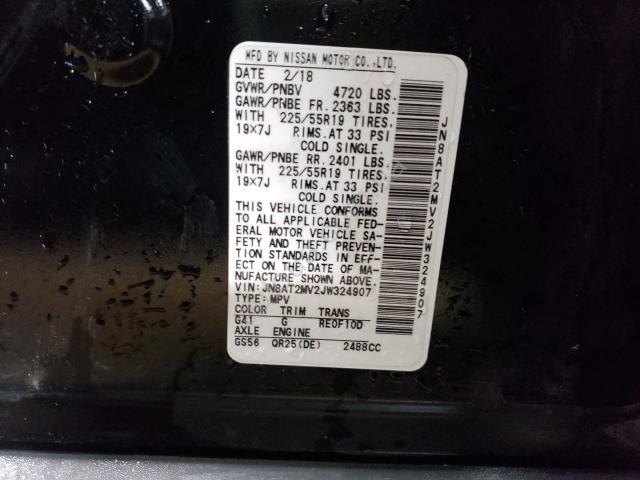 MFD BY NISSAN MOTOR CO.,LTD.
DATE 2/18
GVWR/PNBV 4720 LBS.
GAWR/PNBE FR. 2363 LBS.
WITH 225/55R19 TIRES.
19X7J RIMS.AT 33 PSI
COLD SINGLE.
GAWR/PNBE RR. 2401 LBS.
WITH 225/55R19 TIRES.
19X7J RIMS.AT 33 PSI
COLD SINGLE.
THIS VEHICLE CONFORMS
TO ALL APPLICABLE FED-
ERAL MOTOR VEHICLE SA-
FETY AND THEFT PREVEN-
TION STANDARDS IN EFF-
ECT ON THE DATE OF MA-
NUFACTURE SHOWN ABOVE.
VIN: JN8AT2MV2JW324907
TYPE: MPV
COLOR TRIM TRANS
G41 G RE0F10D
AXLE ENGINE
GS56 QR25(DE) 2488CC
JN8AT2MV2JW324907